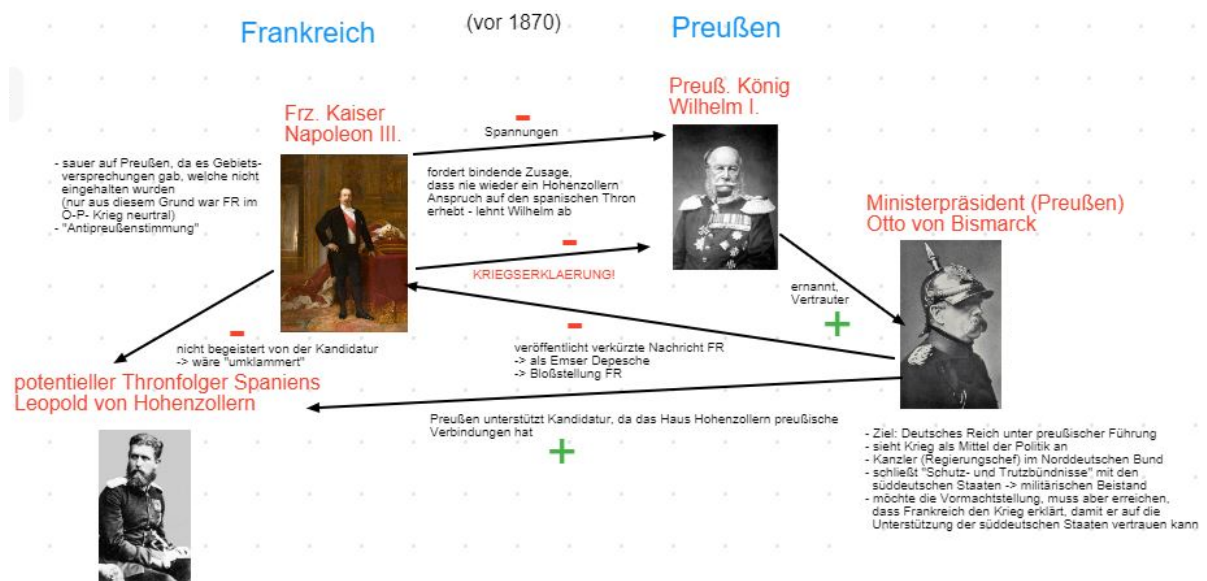 Frankreich
(vor 1870)
Preußen
Frz. Kaiser
Napoleon III.
Preuß. König
Wilhelm I.
-
Spannungen
- sauer auf Preußen, da es Gebiets-
versprechungen gab, welche nicht
eingehalten wurden
(nur aus diesem Grund war FR im
Ö-P- Krieg neurtral)
- "Antipreußenstimmung"
fordert bindende Zusage,
dass nie wieder ein Hohenzollern
Anspruch auf den spanischen Thron
erhebt - lehnt Wilhelm ab
Ministerpräsident (Preußen)
Otto von Bismarck
-
KRIEGSERKLAERUNG!
ernannt,
Vertrauter
+
-
nicht begeistert von der Kandidatur
-> wäre "umklammert"
-
veröffentlicht verkürzte Nachricht FR
-> als Emser Depesche
-> Bloßstellung FR
potentieller Thronfolger Spaniens
Leopold von Hohenzollern
Preußen unterstützt Kandidatur, da das Haus Hohenzollern preußische
Verbindungen hat
+
- Ziel: Deutsches Reich unter preußischer Führung
- sieht Krieg als Mittel der Politik an
- Kanzler (Regierungschef) im Norddeutschen Bund
- schließt "Schutz- und Trutzbündnisse" mit den
süddeutschen Staaten -> militärischen Beistand
- möchte die Vormachtstellung, muss aber erreichen,
dass Frankreich den Krieg erklärt, damit er auf die
Unterstützung der süddeutschen Staaten vertrauen kann